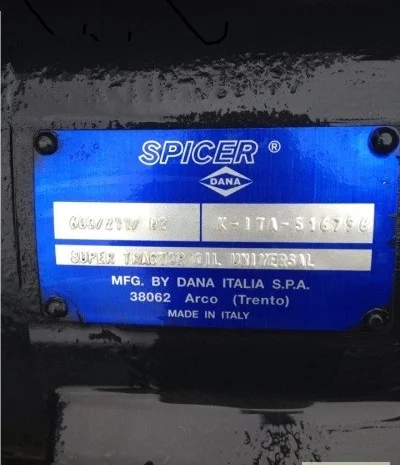 SPICER ®
DANA
K-17A-516796
SUPER TRACTOR OIL UNIVERSAL
MFG. BY DANA ITALIA S.P.A.
38062 Arco (Trento)
MADE IN ITALY